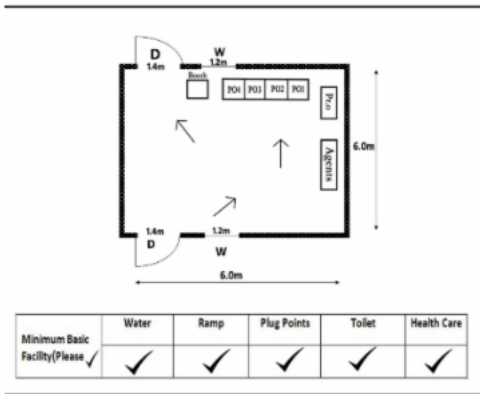 D
W
1.4m
1.2m
Booth
PO4 PO3 PO2 PO1
Pr.o
Agents
6.0m
1.4m
1.2m
D
W
6.0m
Minimum Basic Facility(Please ✓
Water
Ramp
Plug Points
Toilet
Health Care
✓ ✓ ✓ ✓ ✓